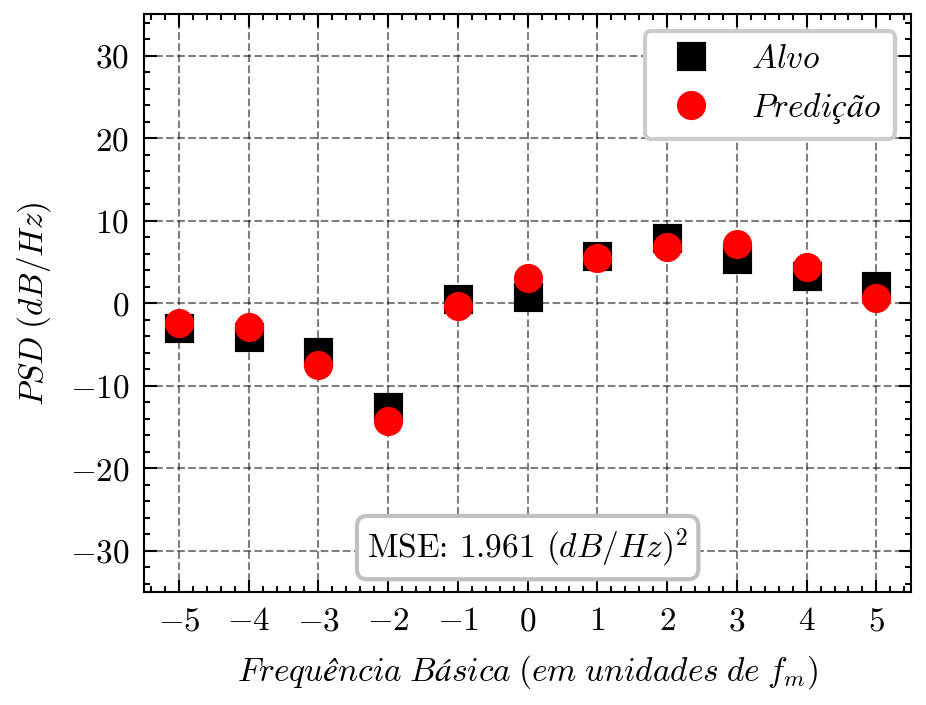 30
20
10
0
−10
−20
−30
PSD (dB/Hz)
Alvo
Predição
MSE: 1.961 (dB/Hz)²
−5 −4 −3 −2 −1 0 1 2 3 4 5
Frequência Básica (em unidades de fₘ)